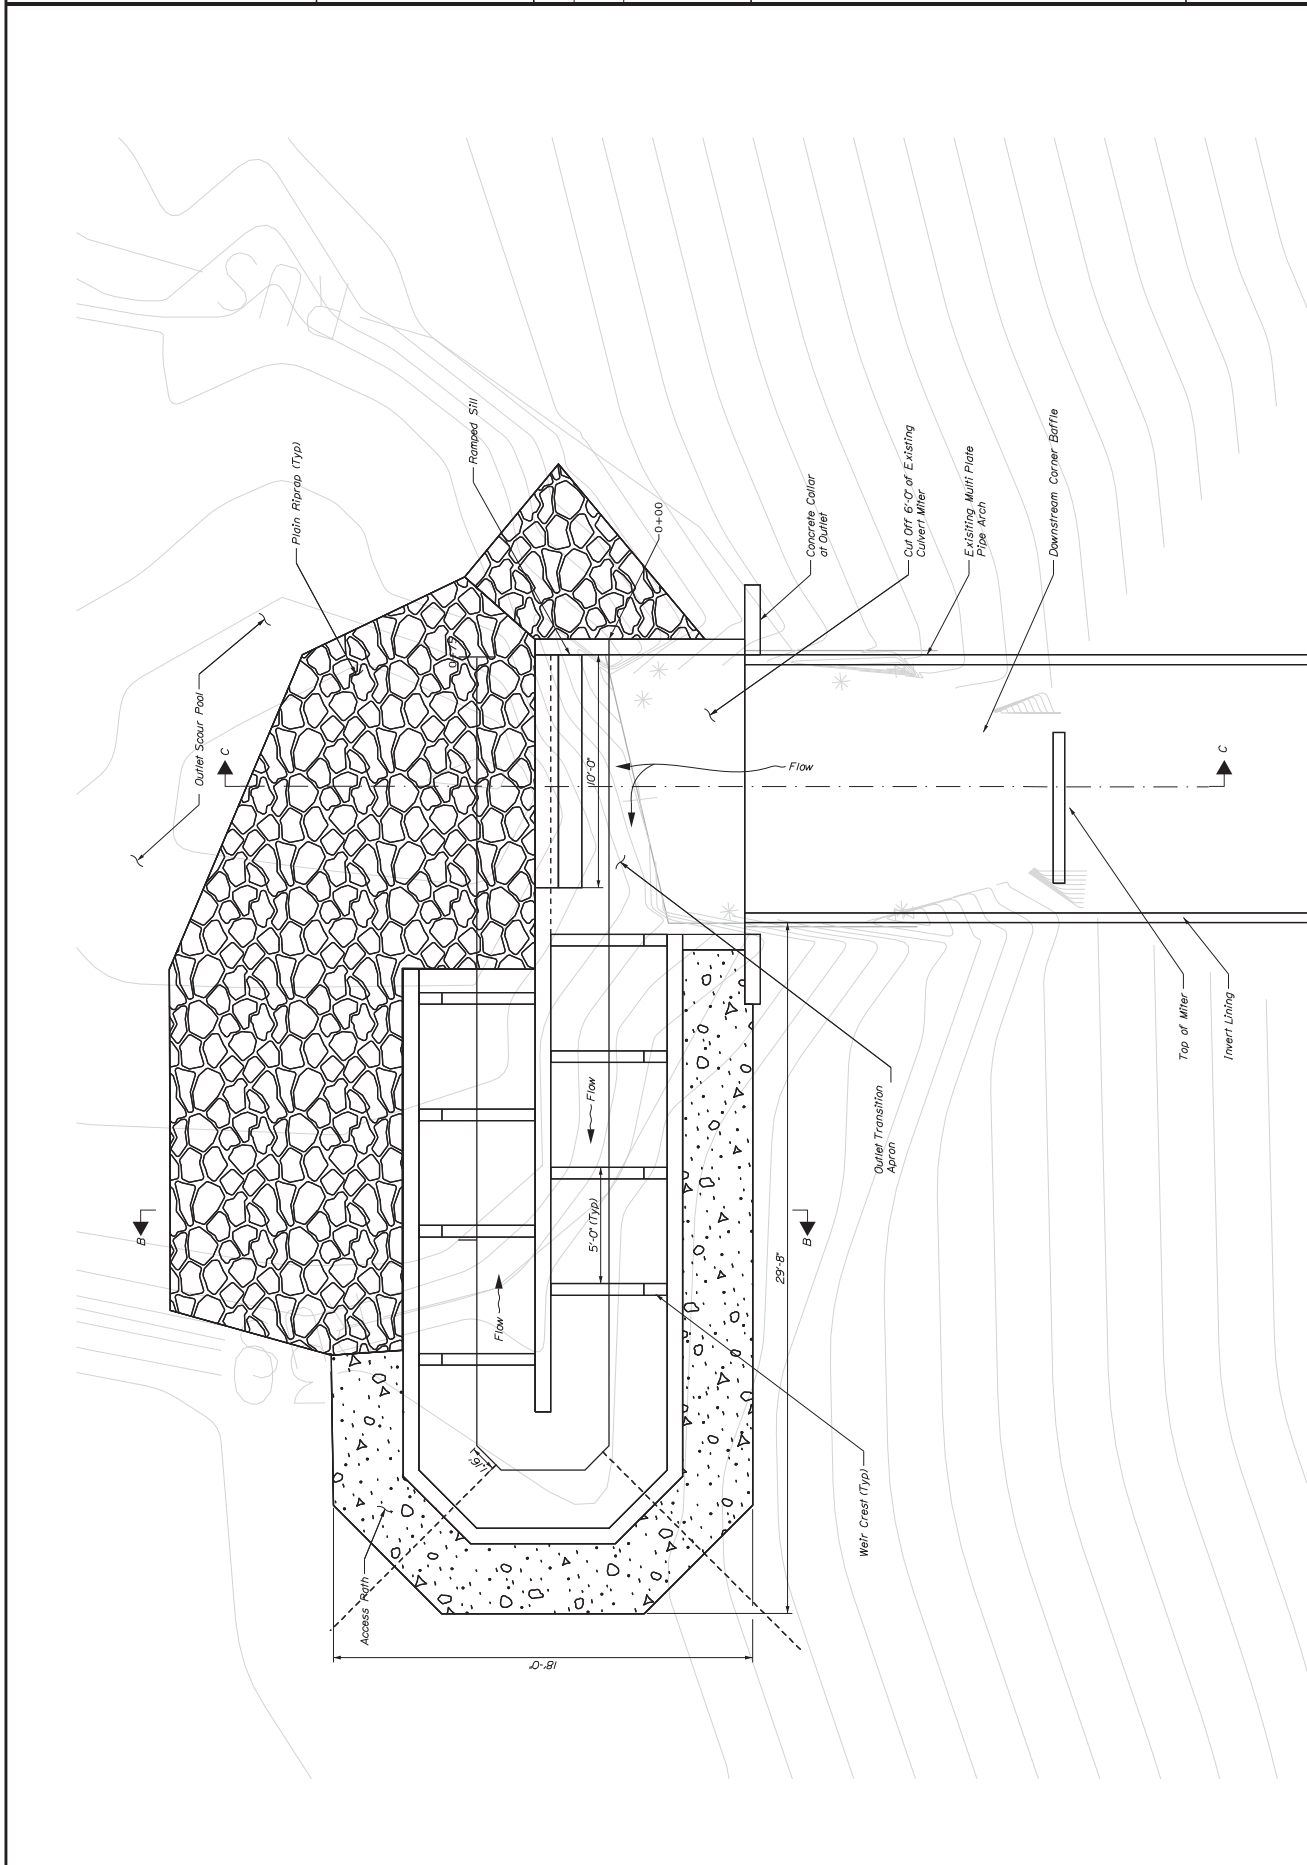 Outlet Scour Pool
Plain Riprap (Typ)
Ramped Sill
0+00
Concrete Collar
at Outlet
Cut Off 6'-0" of Existing
Culvert Miter
Exisiting Multi Plate
Pipe Arch
Downstream Corner Baffle
C
C
10'-0"
Flow
Top of Miter
Invert Lining
Outlet Transition
Apron
Flow
5'-0" (Typ)
B
B
29'-8"
Flow
Weir Crest (Typ)
Access Path
18'-0"